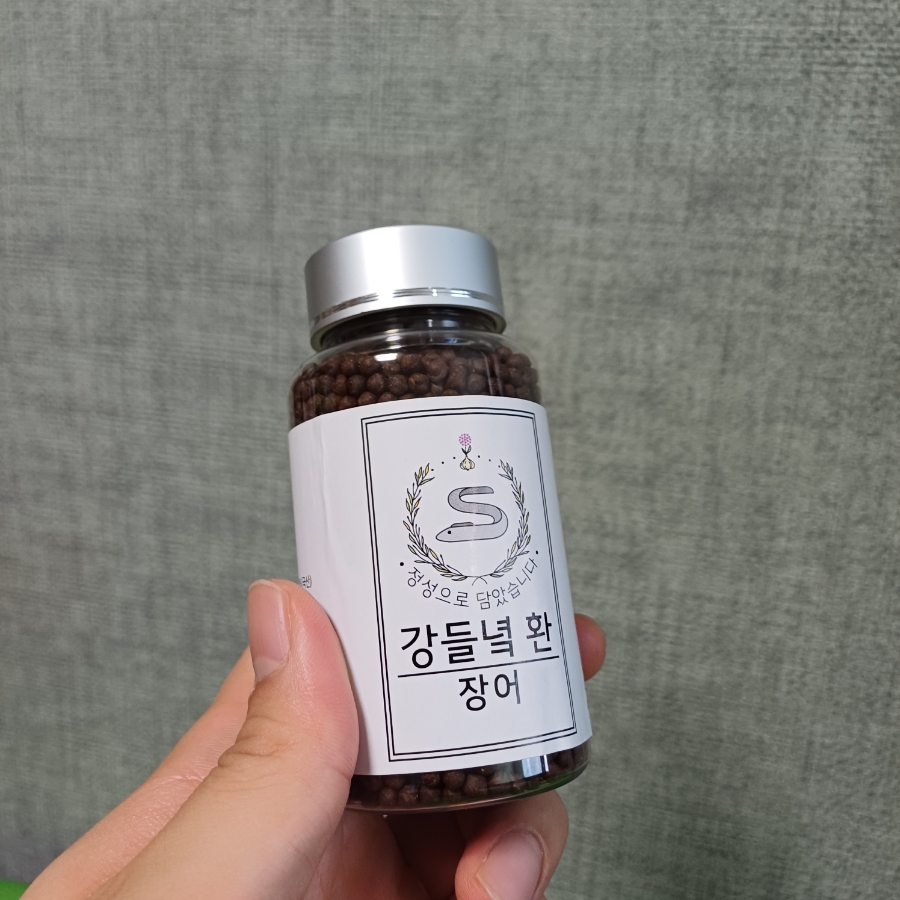 정성으로 담았습니다
강들녘 환
장어